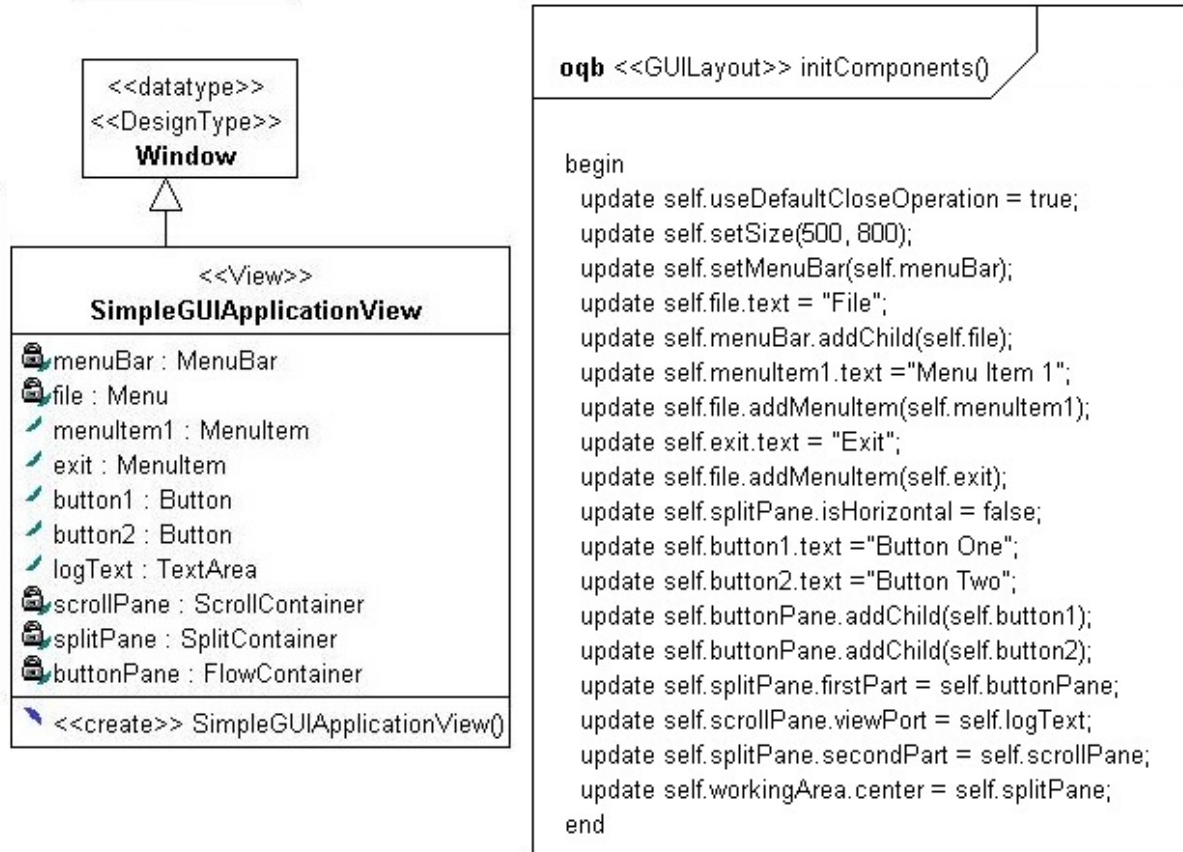 <<datatype>>
<<DesignType>>
Window
<<View>>
SimpleGUIApplicationView
menuBar : MenuBar
file : Menu
menuItem1 : MenuItem
exit : MenuItem
button1 : Button
button2 : Button
logText : TextArea
scrollPane : ScrollContainer
splitPane : SplitContainer
buttonPane : FlowContainer
<<create>> SimpleGUIApplicationView()
oqb <<GUILayout>> initComponents()
begin
update self.useDefaultCloseOperation = true;
update self.setSize(500, 800);
update self.setMenuBar(self.menuBar);
update self.file.text = "File";
update self.menuBar.addChild(self.file);
update self.menuItem1.text ="Menu Item 1";
update self.file.addMenuItem(self.menuItem1);
update self.exit.text = "Exit";
update self.file.addMenuItem(self.exit);
update self.splitPane.isHorizontal = false;
update self.button1.text ="Button One";
update self.button2.text ="Button Two";
update self.buttonPane.addChild(self.button1);
update self.buttonPane.addChild(self.button2);
update self.splitPane.firstPart = self.buttonPane;
update self.scrollPane.viewPort = self.logText;
update self.splitPane.secondPart = self.scrollPane;
update self.workingArea.center = self.splitPane;
end